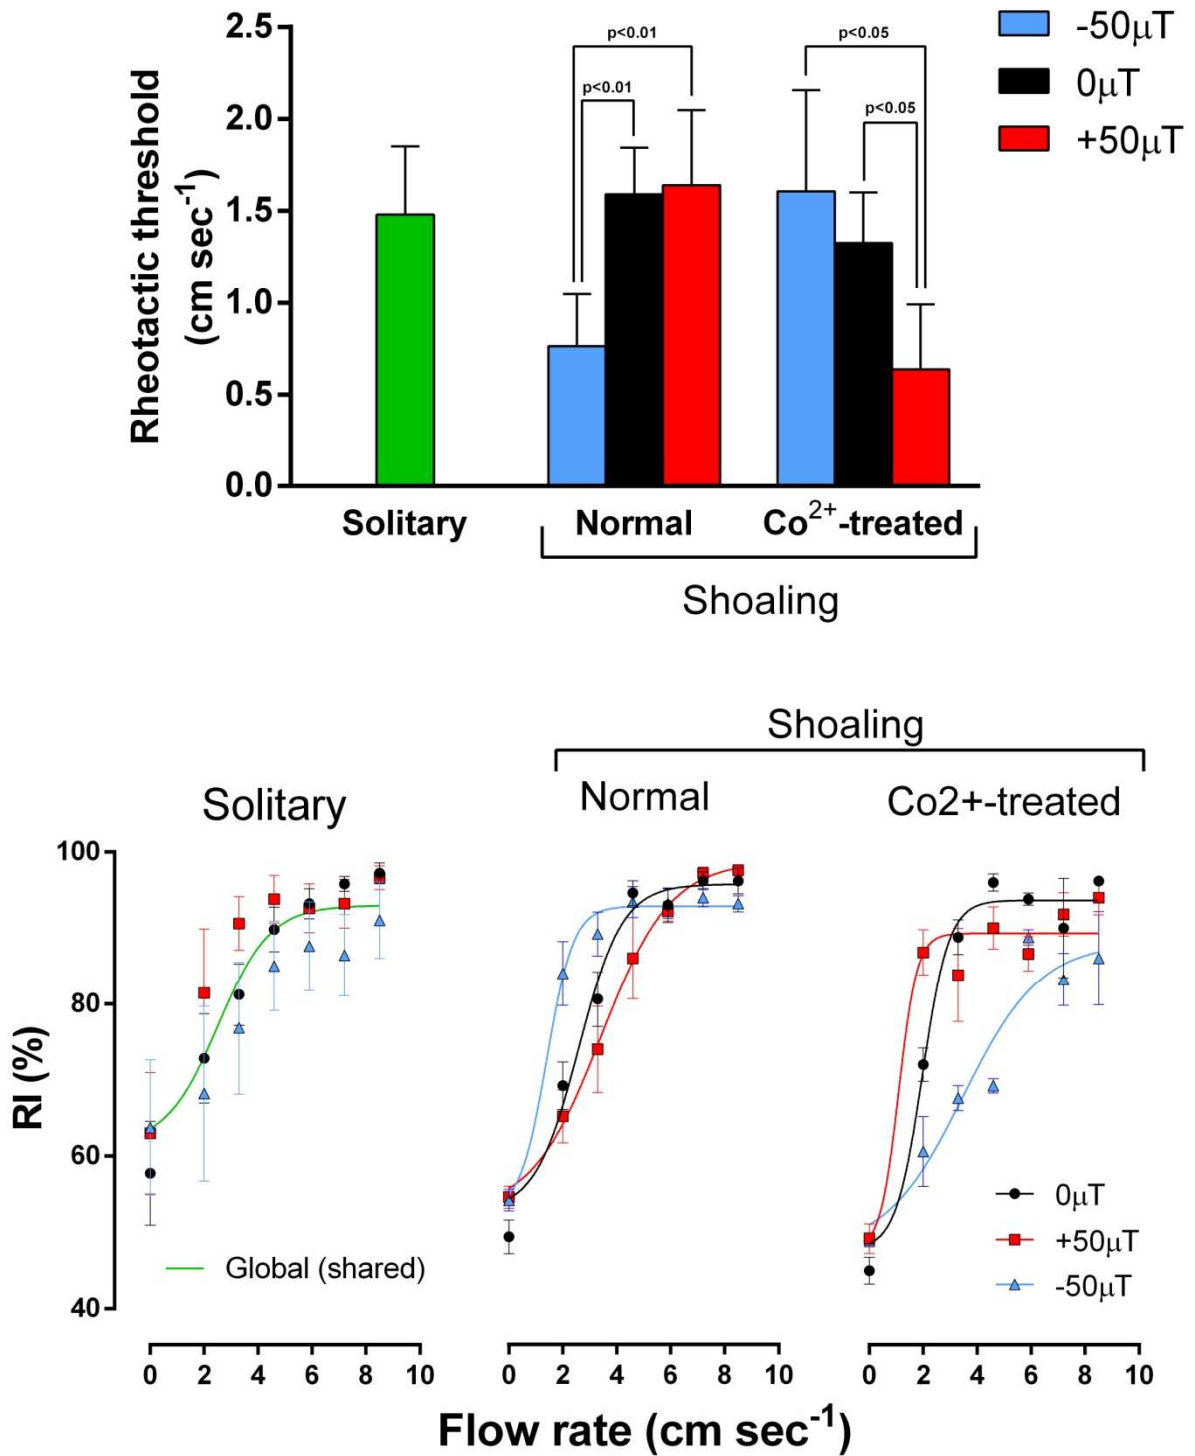 -50μT
0μT
+50μT
Rheotactic threshold
(cm sec⁻¹)
2.5
2.0
1.5
1.0
0.5
0.0
p<0.01
p<0.01
p<0.05
p<0.05
Solitary
Normal
Co²⁺-treated
Shoaling
Shoaling
Solitary
Normal
Co2+-treated
RI (%)
100
80
60
40
Global (shared)
0μT
+50μT
-50μT
0 2 4 6 8 10
0 2 4 6 8 10
0 2 4 6 8 10
Flow rate (cm sec⁻¹)